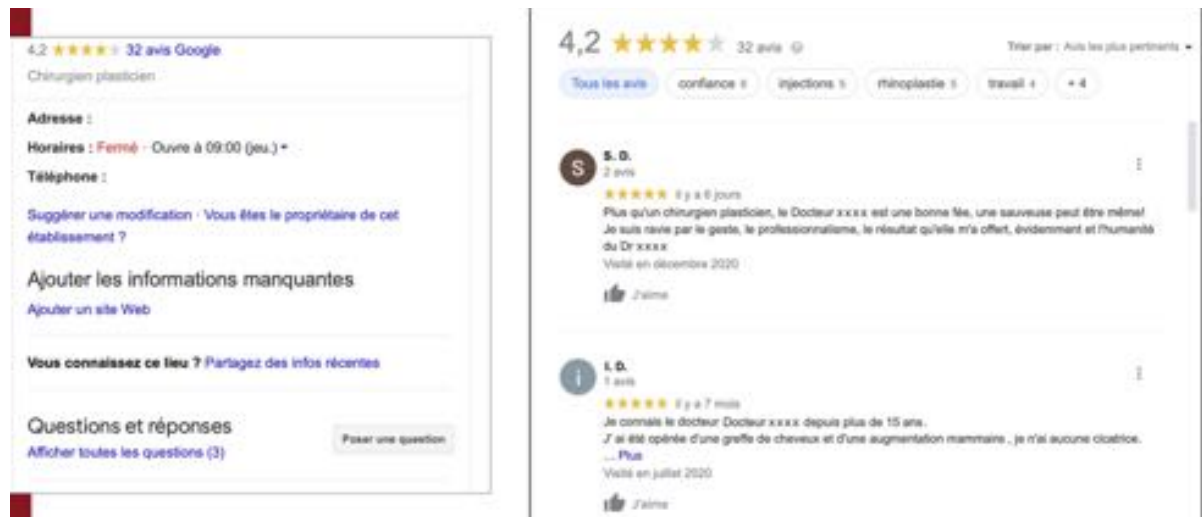 4,2 ★★★★☆ 32 avis Google
Chirurgien plasticien
Adresse :
Horaires : Fermé · Ouvre à 09:00 (jeu.)
Téléphone :
Suggérer une modification · Vous êtes le propriétaire de cet
établissement ?
Ajouter les informations manquantes
Ajouter un site Web
Vous connaissez ce lieu ? Partagez des infos récentes
Questions et réponses
Poser une question
Afficher toutes les questions (3)
4,2 ★★★★☆ 32 avis
Trier par : Avis les plus pertinents
Tous les avis
confiance
injections 5
rhinoplastie
travail 4
+ 4
S
S. D.
2 avis
★★★★★ il y a 6 jours
Plus qu'un chirurgien plasticien, le Docteur xxxx est une bonne fée, une sauveuse peut être même!
Je suis ravie par le geste, le professionnalisme, le résultat qu'elle m'a offert, évidemment et l'humanité
du Dr xxxx
Visité en décembre 2020
J'aime
i
I. D.
1 avis
★★★★★ il y a 7 mois
Je connais le docteur Docteur xxxx depuis plus de 15 ans.
J' ai été opérée d'une greffe de cheveux et d'une augmentation mammaire , je n'ai aucune cicatrice.
... Plus
Visité en juillet 2020
J'aime